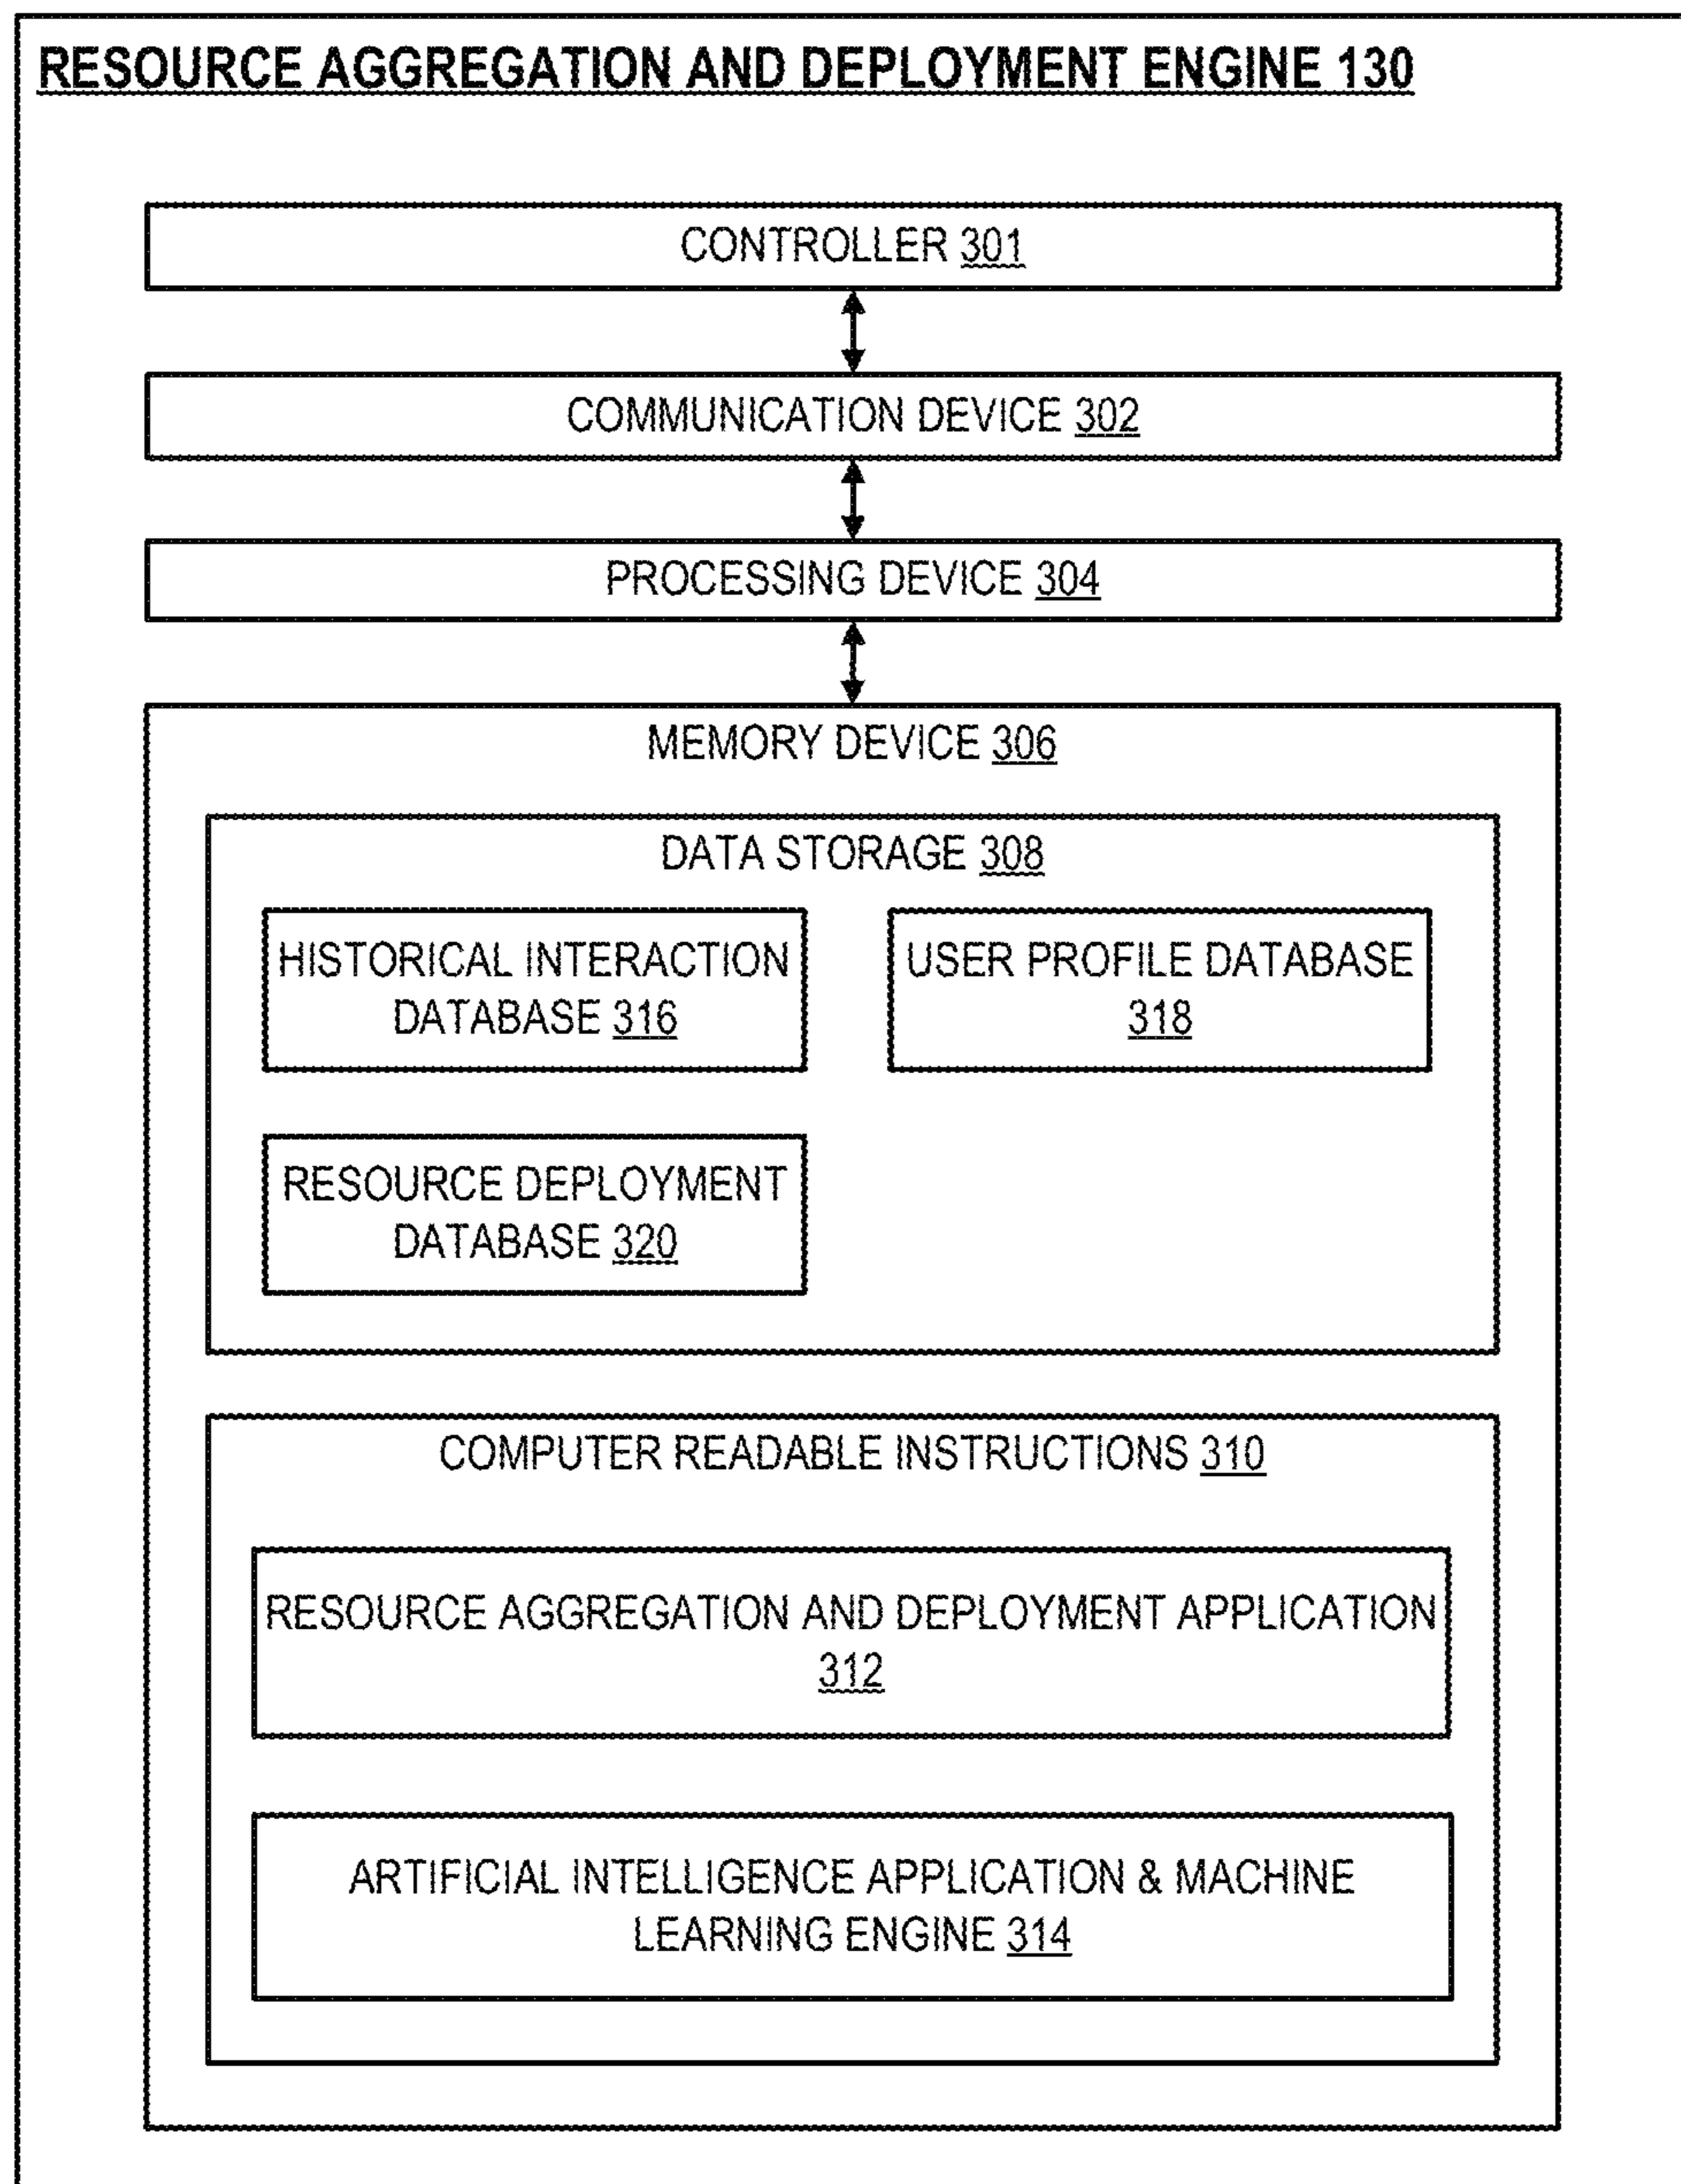 RESOURCE AGGREGATION AND DEPLOYMENT ENGINE 130
CONTROLLER 301
COMMUNICATION DEVICE 302
PROCESSING DEVICE 304
MEMORY DEVICE 306
DATA STORAGE 308
HISTORICAL INTERACTION
DATABASE 316
USER PROFILE DATABASE
318
RESOURCE DEPLOYMENT
DATABASE 320
COMPUTER READABLE INSTRUCTIONS 310
RESOURCE AGGREGATION AND DEPLOYMENT APPLICATION
312
ARTIFICIAL INTELLIGENCE APPLICATION & MACHINE
LEARNING ENGINE 314